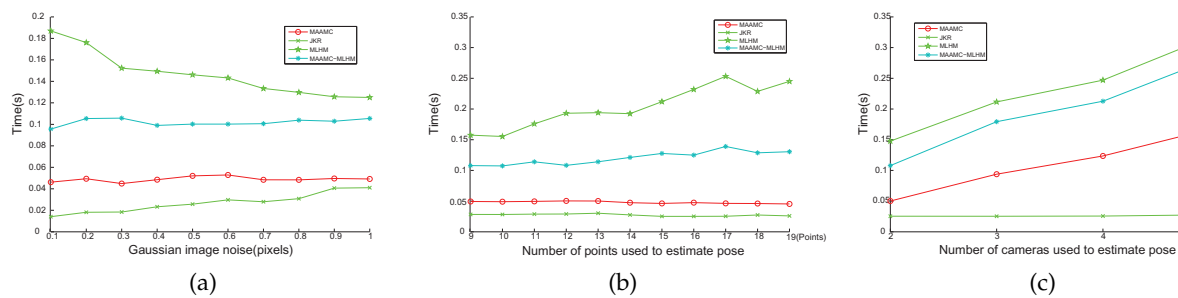 0.2
0.18
0.16
0.14
0.12
0.1
0.08
0.06
0.04
0.02
0
Time(s)
0.1 0.2 0.3 0.4 0.5 0.6 0.7 0.8 0.9 1
Gaussian image noise(pixels)
MAAMC
JKR
MLHM
MAAMC-MLHM
(a)
0.35
0.3
0.25
0.2
0.15
0.1
0.05
0
Time(s)
9 10 11 12 13 14 15 16 17 18 19(Points)
Number of points used to estimate pose
MAAMC
JKR
MLHM
MAAMC-MLHM
(b)
0.35
0.3
0.25
0.2
0.15
0.1
0.05
0
Time(s)
2 3 4
Number of cameras used to estimate pose
MAAMC
JKR
MLHM
MAAMC-MLHM
(c)